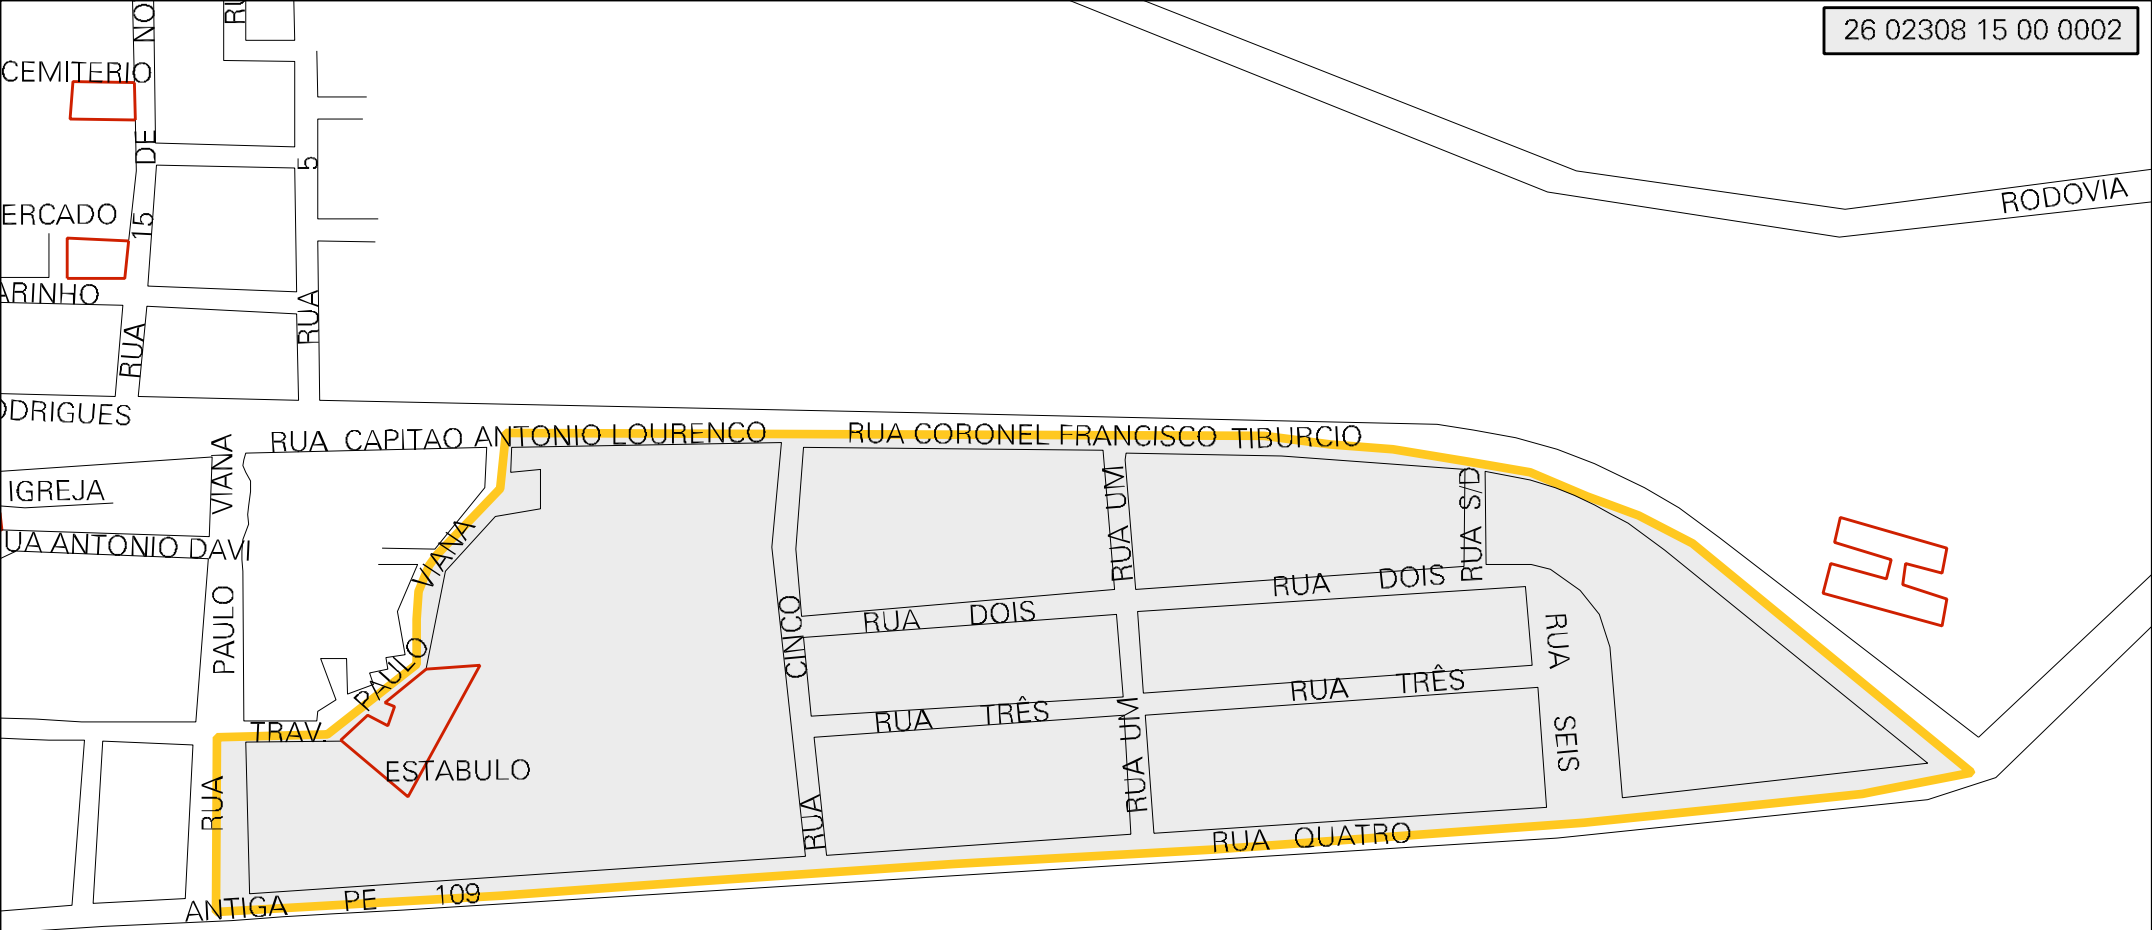 26 02308 15 00 0002
CEMITERIO
NO
DE
15
RUA
5
RUA
RODOVIA
ERCADO
ARINHO
ODRIGUES
RUA CAPITAO ANTONIO LOURENCO
RUA CORONEL FRANCISCO TIBURCIO
IGREJA
UA ANTONIO DAVI
VIANA
PAULO
RUA
TRAV.
PAULO
VIANA
ESTABULO
CINCO
RUA
RUA UM
RUA S/D
RUA DOIS
RUA DOIS
RUA TRÊS
RUA TRÊS
RUA UM
RUA
SEIS
RUA QUATRO
ANTIGA PE 109